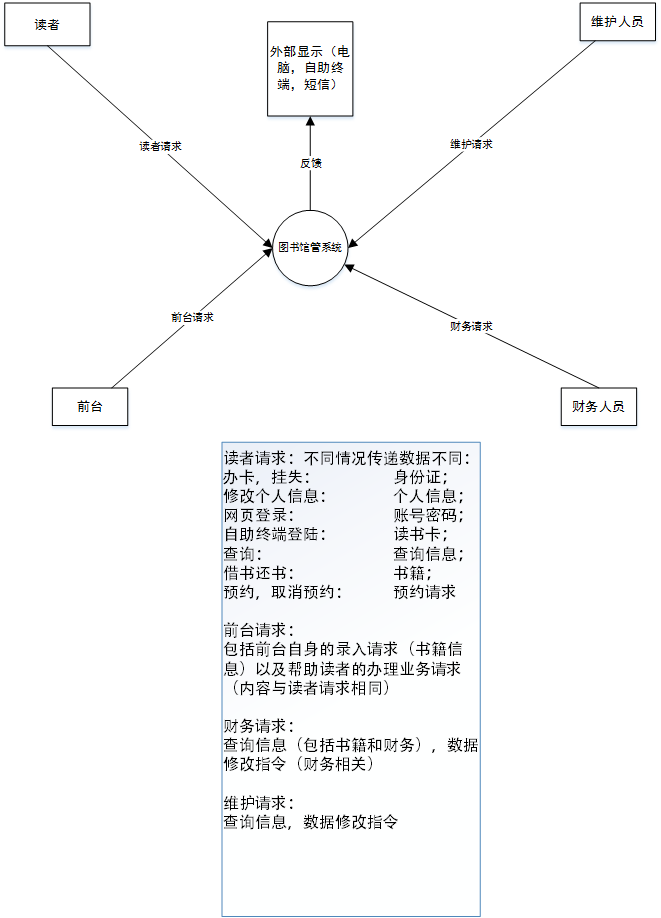 读者
维护人员
外部显示（电
脑，自助终
端，短信）
读者请求
维护请求
反馈
图书馆管系统
前台请求
财务请求
前台
财务人员
读者请求：不同情况传递数据不同：
办卡，挂失： 身份证；
修改个人信息： 个人信息；
网页登录： 账号密码；
自助终端登陆： 读书卡；
查询： 查询信息；
借书还书： 书籍；
预约，取消预约： 预约请求
前台请求：
包括前台自身的录入请求（书籍信
息）以及帮助读者的办理业务请求
（内容与读者请求相同）
财务请求：
查询信息（包括书籍和财务），数据
修改指令（财务相关）
维护请求：
查询信息，数据修改指令